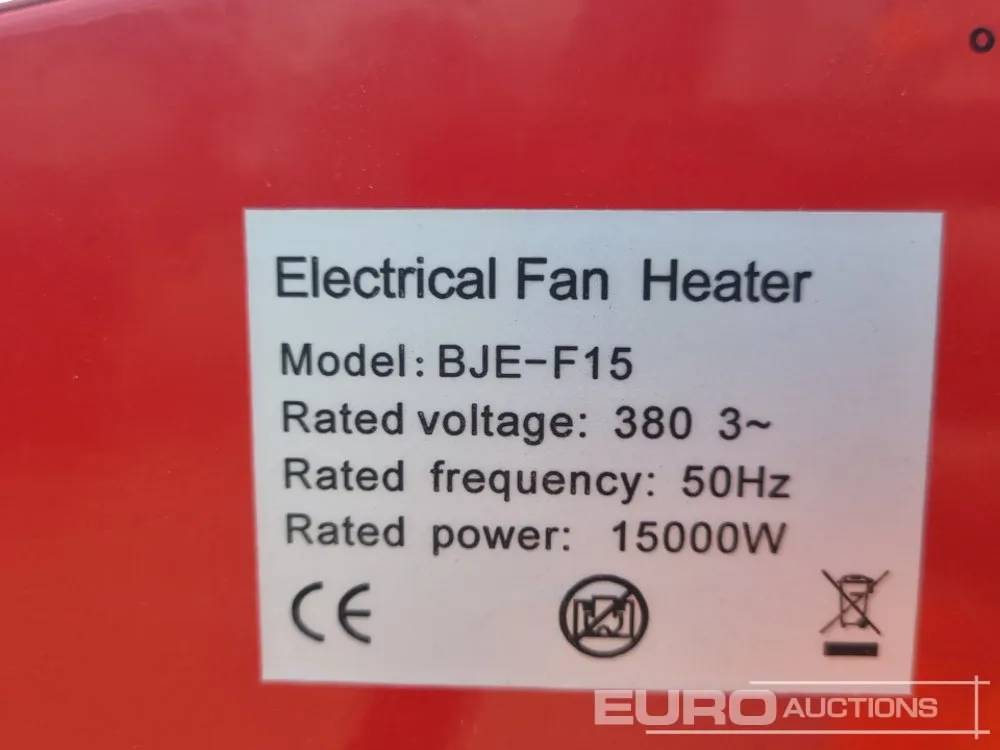 Electrical Fan Heater
Model: BJE-F15
Rated voltage: 380 3~
Rated frequency: 50Hz
Rated power: 15000W
CE
EURO AUCTIONS